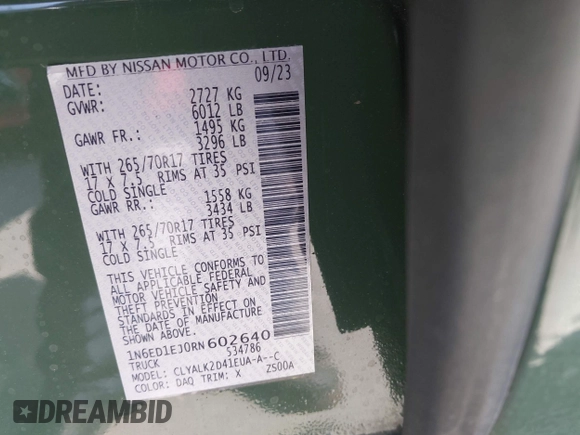 MFD BY NISSAN MOTOR CO., LTD.
DATE: 09/23
GVWR: 2727 KG
6012 LB
GAWR FR.: 1495 KG
3296 LB
WITH 265/70R17 TIRES
17 X 7.5 RIMS AT 35 PSI
COLD SINGLE
GAWR RR.: 1558 KG
3434 LB
WITH 265/70R17 TIRES
17 X 7.5 RIMS AT 35 PSI
COLD SINGLE
THIS VEHICLE CONFORMS TO
ALL APPLICABLE FEDERAL
MOTOR VEHICLE SAFETY AND
THEFT PREVENTION
STANDARDS IN EFFECT ON
THE DATE OF MANUFACTURE
SHOWN ABOVE.
1N6ED1EJ0RN602640
TRUCK 534786
MODEL: CLYALK2D41EUA-A--C
COLOR: DAQ TRIM: X ZS00A
DREAMBID